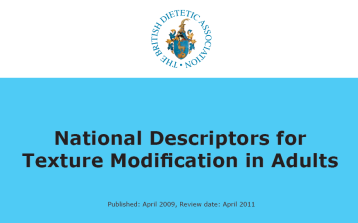 THE BRITISH DIETETIC ASSOCIATION
National Descriptors for
Texture Modification in Adults
Published: April 2009, Review date: April 2011